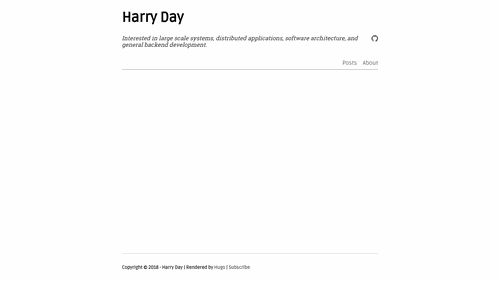 Harry Day
Interested in large scale systems, distributed applications, software architecture, and
general backend development.
Posts About
Copyright © 2018 - Harry Day | Rendered by Hugo | Subscribe